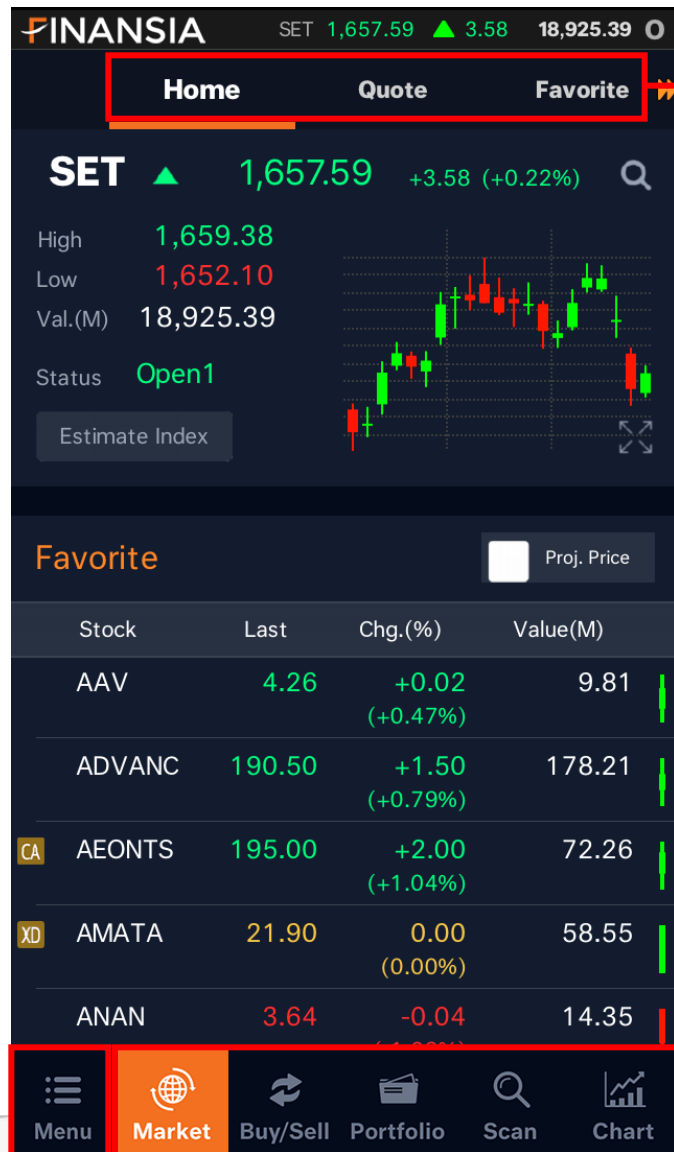 FINANSIA SET 1,657.59 ▲ 3.58 18,925.39 O
Home Quote Favorite
SET ▲ 1,657.59 +3.58 (+0.22%)
High 1,659.38
Low 1,652.10
Val.(M) 18,925.39
Status Open1
Estimate Index
Favorite Proj. Price
Stock Last Chg.(%) Value(M)
AAV 4.26 +0.02 9.81
(+0.47%)
ADVANC 190.50 +1.50 178.21
(+0.79%)
CA AEONTS 195.00 +2.00 72.26
(+1.04%)
XD AMATA 21.90 0.00 58.55
(0.00%)
ANAN 3.64 -0.04 14.35
Menu Market Buy/Sell Portfolio Scan Chart